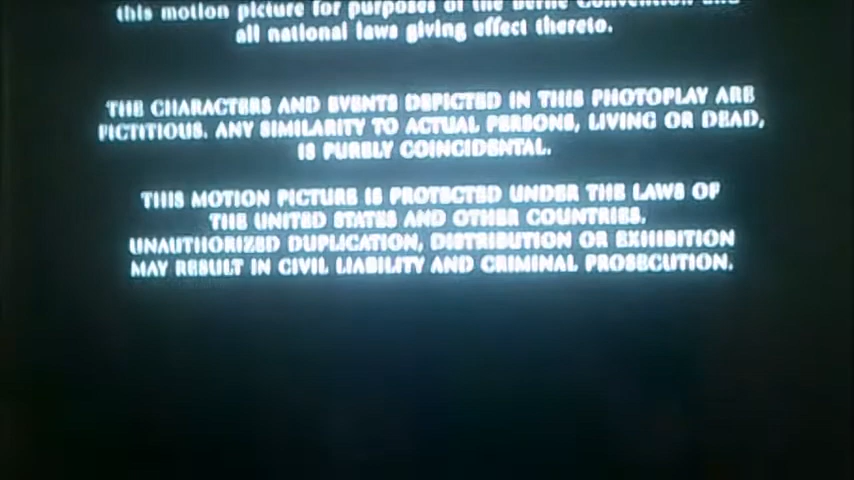 this motion picture for purposes of the Berne Convention and
all national laws giving effect thereto.
THE CHARACTERS AND EVENTS DEPICTED IN THIS PHOTOPLAY ARE
FICTITIOUS. ANY SIMILARITY TO ACTUAL PERSONS, LIVING OR DEAD,
IS PURELY COINCIDENTAL.
THIS MOTION PICTURE IS PROTECTED UNDER THE LAWS OF
THE UNITED STATES AND OTHER COUNTRIES.
UNAUTHORIZED DUPLICATION, DISTRIBUTION OR EXHIBITION
MAY RESULT IN CIVIL LIABILITY AND CRIMINAL PROSECUTION.